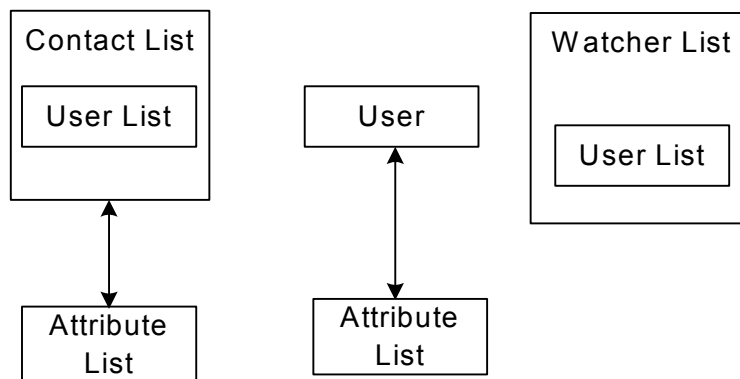 Contact List
User List
User
Watcher List
User List
Attribute
List
Attribute
List